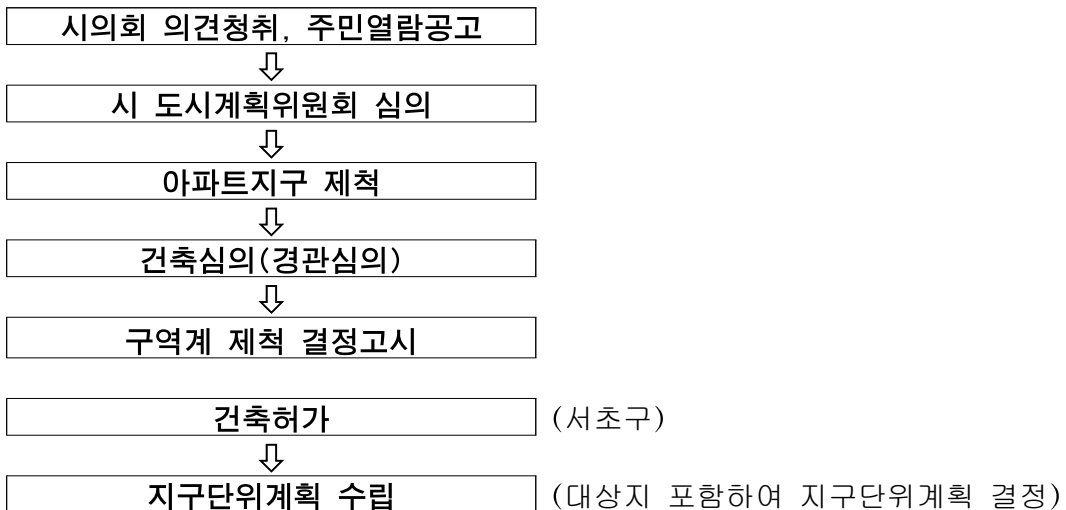 시의회 의견청취, 주민열람공고
⇩
시 도시계획위원회 심의
⇩
아파트지구 제척
⇩
건축심의(경관심의)
⇩
구역계 제척 결정고시
건축허가 (서초구)
⇩
지구단위계획 수립 (대상지 포함하여 지구단위계획 결정)